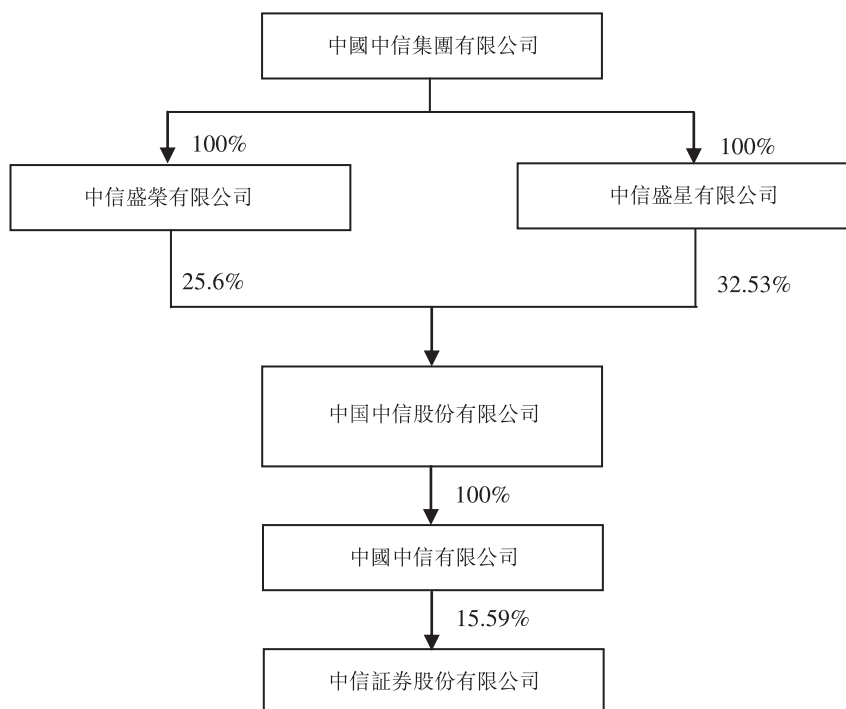 中國中信集團有限公司
100%
100%
中信盛榮有限公司
中信盛星有限公司
25.6%
32.53%
中国中信股份有限公司
100%
中國中信有限公司
15.59%
中信証券股份有限公司